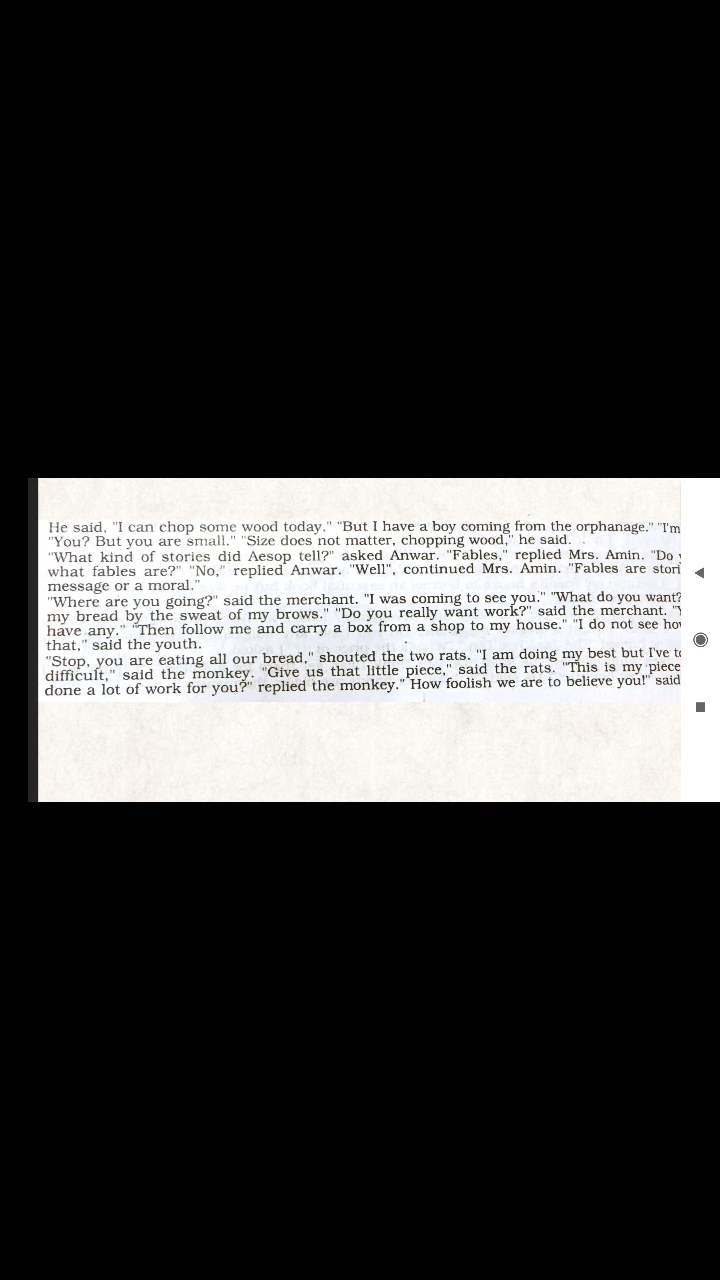 He said, "I can chop some wood today." "But I have a boy coming from the orphanage." "I'm
"You? But you are small." "Size does not matter, chopping wood," he said.
"What kind of stories did Aesop tell?" asked Anwar. "Fables," replied Mrs. Amin. "Do
what fables are?" "No," replied Anwar. "Well", continued Mrs. Amin. "Fables are
message or a moral."
"Where are you going?" said the merchant. "I was coming to see you." "What do you want?
my bread by the sweat of my brows." "Do you really want work?" said the merchant.
have any." "Then follow me and carry a box from a shop to my house." "I do not see
that," said the youth.
"Stop, you are eating all our bread," shouted the two rats. "I am doing my best but I've
difficult," said the monkey. "Give us that little piece," said the rats. "This is my piece
done a lot of work for you?" replied the monkey." How foolish we are to believe you!" said